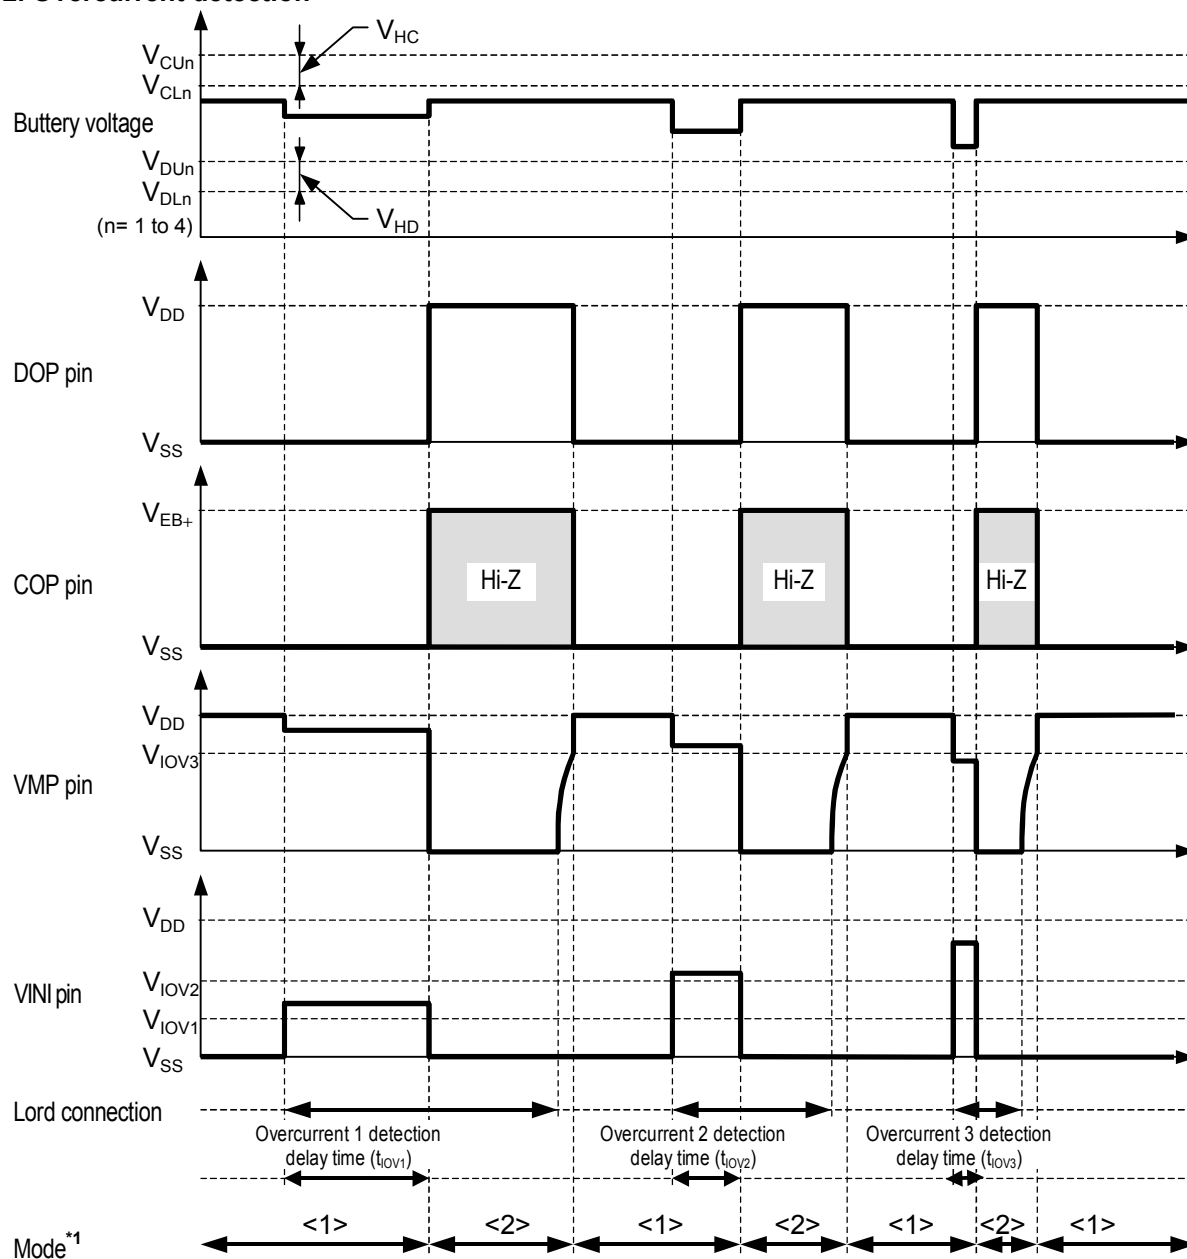 2. Overcurrent detection
VHC
VCUn
VCLn
Buttery voltage
VDUn
VDLn
(n= 1 to 4)
VHD
VDD
DOP pin
VSS
VEB+
COP pin
Hi-Z Hi-Z Hi-Z
VSS
VDD
VIOV3
VMP pin
VSS
VDD
VIOV2
VINI pin
VIOV1
VSS
Lord connection
Overcurrent 1 detection
delay time (tIOV1)
Overcurrent 2 detection
delay time (tIOV2)
Overcurrent 3 detection
delay time (tIOV3)
Mode*1
<1> <2> <1> <2> <1> <2> <1>